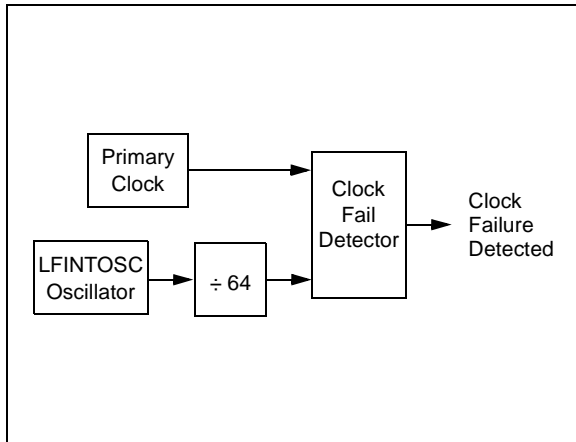 Primary
Clock
Clock
Fail
Detector
Clock
Failure
Detected
LFINTOSC
Oscillator
÷ 64